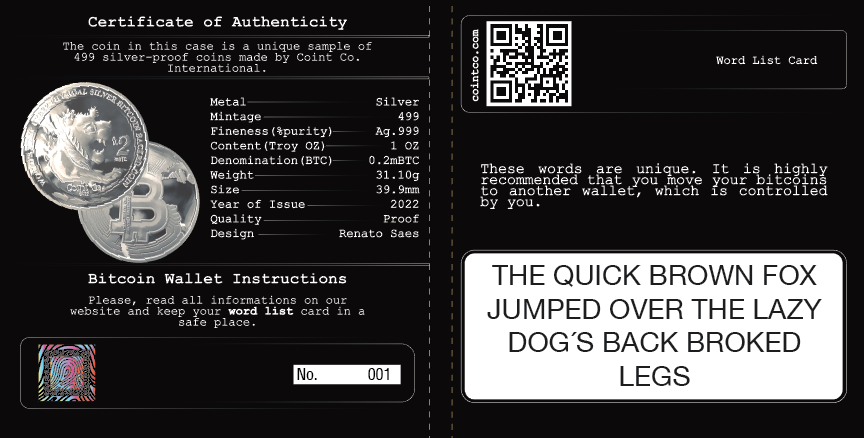 Certificate of Authenticity
The coin in this case is a unique sample of
499 silver-proof coins made by Coint Co.
International.
Metal Silver
Mintage 499
Fineness(%purity) Ag.999
Content(Troy OZ) 1 OZ
Denomination(BTC) 0.2mBTC
Weight 31.10g
Size 39.9mm
Year of Issue 2022
Quality Proof
Design Renato Saes
Bitcoin Wallet Instructions
Please, read all informations on our
website and keep your word list card in a
safe place.
No. 001
cointco.com
Word List Card
These words are unique. It is highly
recommended that you move your bitcoins
to another wallet, which is controlled
by you.
THE QUICK BROWN FOX
JUMPED OVER THE LAZY
DOG´S BACK BROKED
LEGS